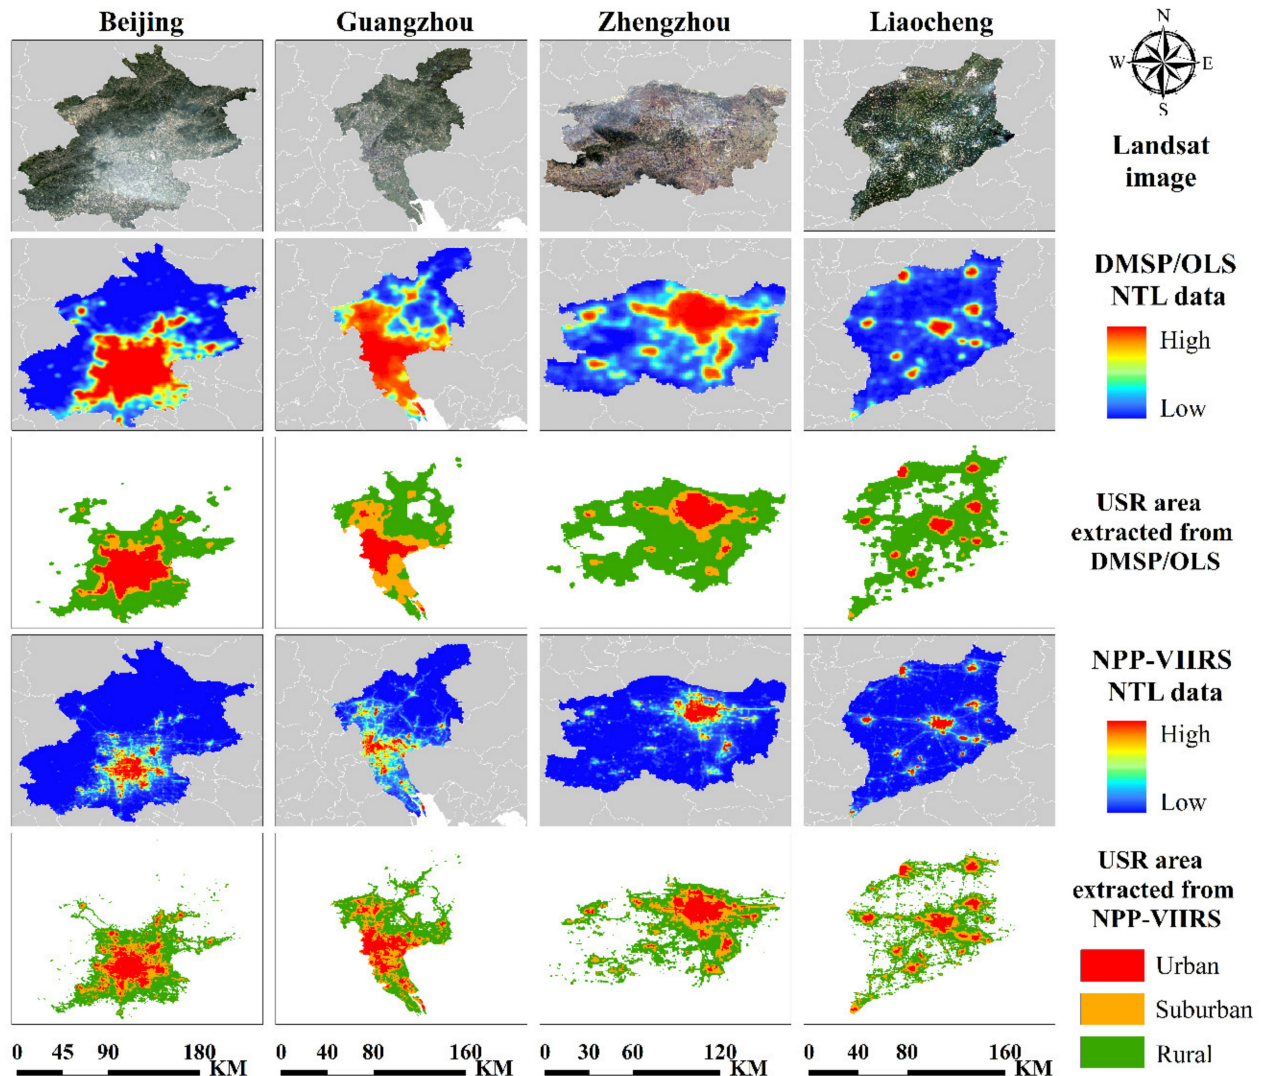 Beijing Guangzhou Zhengzhou Liaocheng
N
W E
S
Landsat
image
DMSP/OLS
NTL data
High
Low
USR area
extracted from
DMSP/OLS
NPP-VIIRS
NTL data
High
Low
USR area
extracted from
NPP-VIIRS
Urban
Suburban
Rural
0 45 90 180 KM
0 40 80 160 KM
0 30 60 120 KM
0 40 80 160 KM